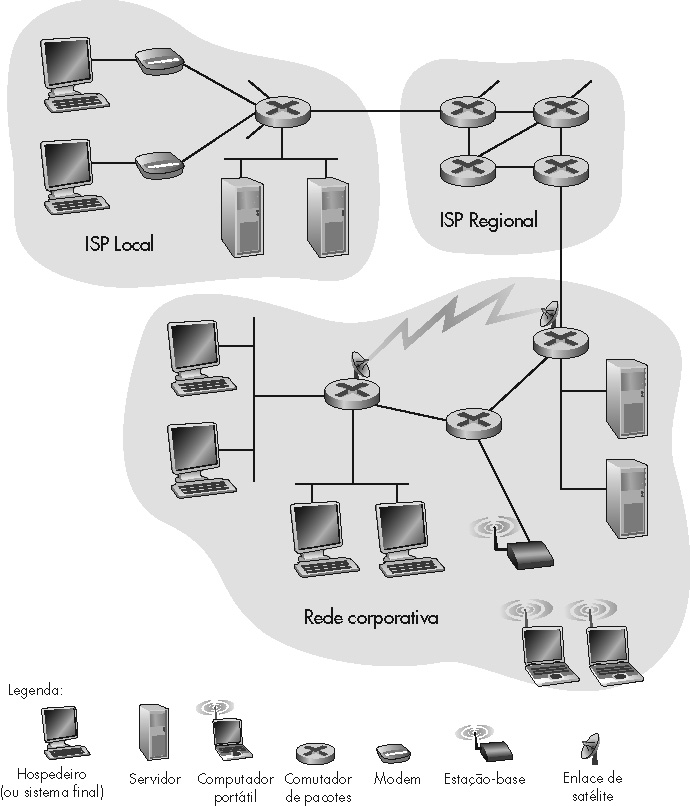 ISP Local
ISP Regional
Rede corporativa
Legenda:
Hospedeiro
(ou sistema final)
Servidor
Computador
portátil
Comutador
de pacotes
Modem
Estação-base
Enlace de
satélite